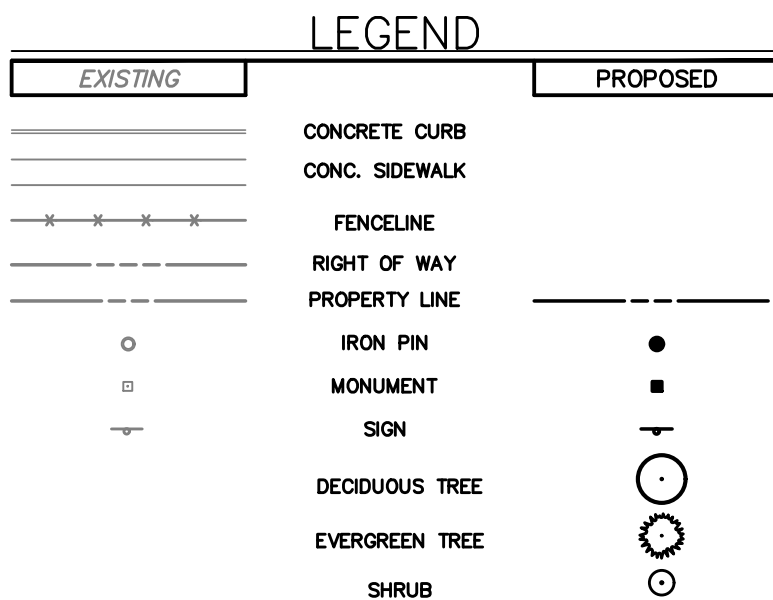 LEGEND
EXISTING
PROPOSED
CONCRETE CURB
CONC. SIDEWALK
FENCELINE
RIGHT OF WAY
PROPERTY LINE
IRON PIN
MONUMENT
SIGN
DECIDUOUS TREE
EVERGREEN TREE
SHRUB